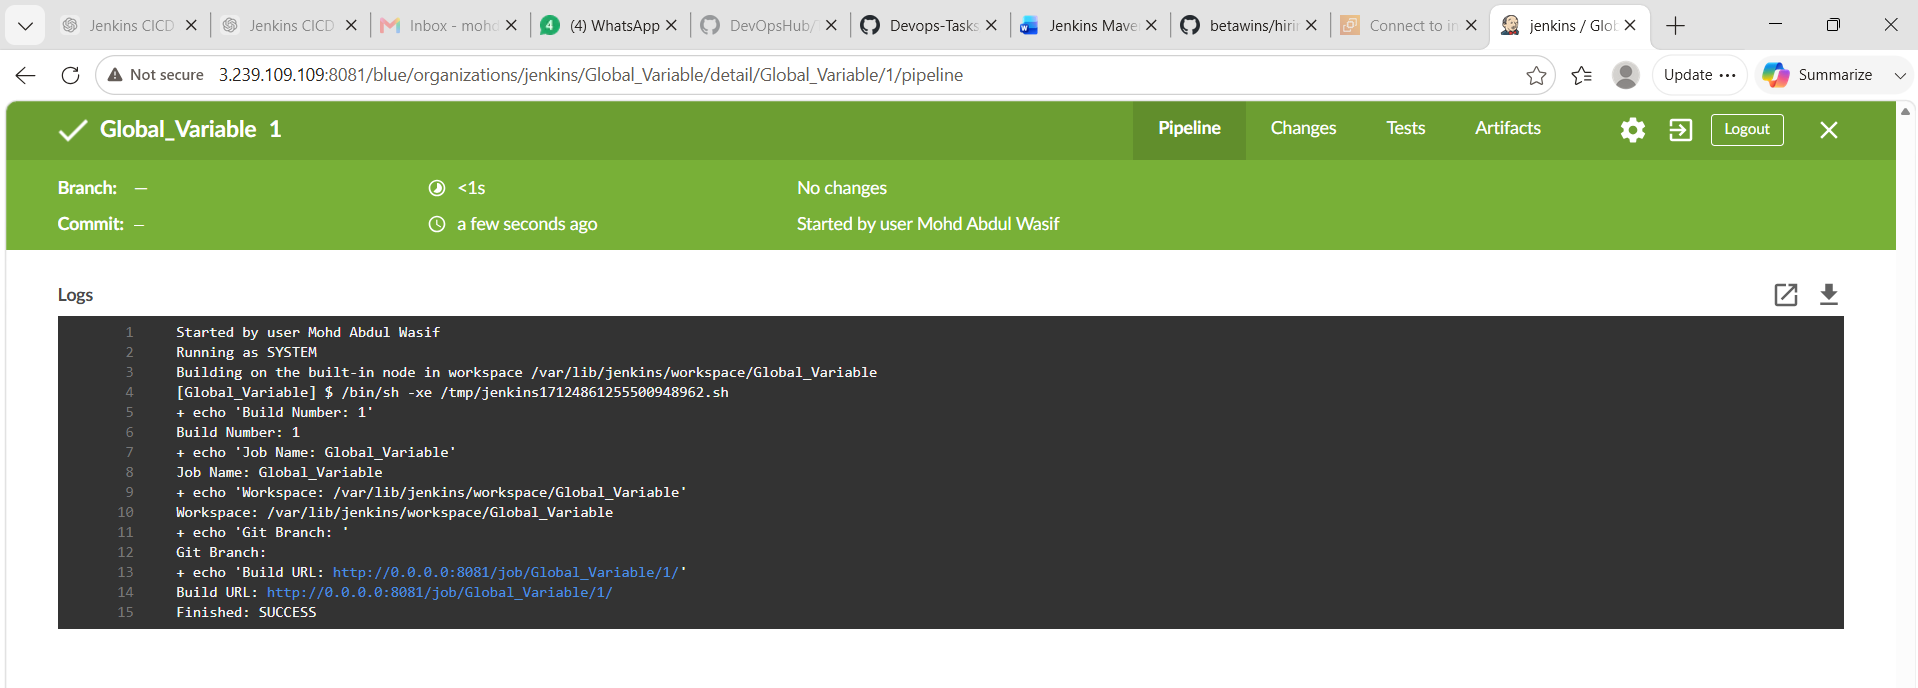 Jenkins CICD
Jenkins CICD
Inbox - mohd
4 (4) WhatsApp
DevOpsHub/
Devops-Tasks
Jenkins Mave
betawins/hirin
Connect to in
jenkins / Glob
Not secure 3.239.109.109:8081/blue/organizations/jenkins/Global_Variable/detail/Global_Variable/1/pipeline
Update
Summarize
Global_Variable 1
Pipeline Changes Tests Artifacts
Logout
Branch: — <1s No changes
Commit: — a few seconds ago Started by user Mohd Abdul Wasif
Logs
1 Started by user Mohd Abdul Wasif
2 Running as SYSTEM
3 Building on the built-in node in workspace /var/lib/jenkins/workspace/Global_Variable
4 [Global_Variable] $ /bin/sh -xe /tmp/jenkins17124861255500948962.sh
5 + echo 'Build Number: 1'
6 Build Number: 1
7 + echo 'Job Name: Global_Variable'
8 Job Name: Global_Variable
9 + echo 'Workspace: /var/lib/jenkins/workspace/Global_Variable'
10 Workspace: /var/lib/jenkins/workspace/Global_Variable
11 + echo 'Git Branch: '
12 Git Branch:
13 + echo 'Build URL: http://0.0.0.0:8081/job/Global_Variable/1/'
14 Build URL: http://0.0.0.0:8081/job/Global_Variable/1/
15 Finished: SUCCESS